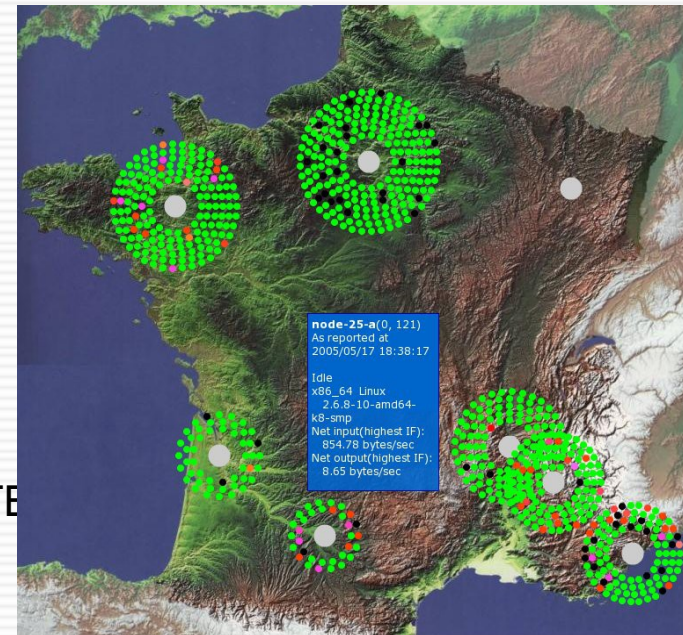 node-25-a(0, 121)
As reported at
2005/05/17 18:38:17
Idle
x86_64 Linux
2.6.8-10-amd64-
k8-smp
Net input(highest IF):
854.78 bytes/sec
Net output(highest IF):
8.65 bytes/sec
TE